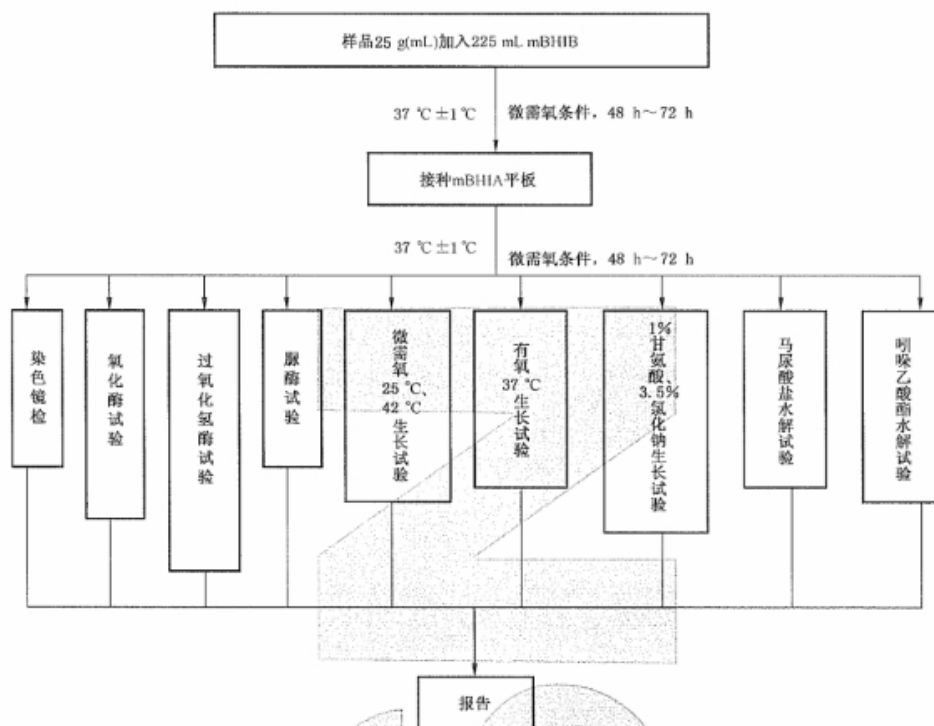 样品25 g(mL)加入225 mL mBHIB
37 ℃ ±1 ℃
微需氧条件，48 h～72 h
接种mBHIA平板
37 ℃ ±1 ℃
微需氧条件，48 h～72 h
染色镜检
氧化酶试验
过氧化氢酶试验
脲酶试验
微需氧
25 ℃、
42 ℃
生长试验
有氧
37 ℃
生长试验
1%
甘氨酸、
3.5%
氯化钠生长试验
马尿酸盐水解试验
吲哚乙酸酯水解试验
报告